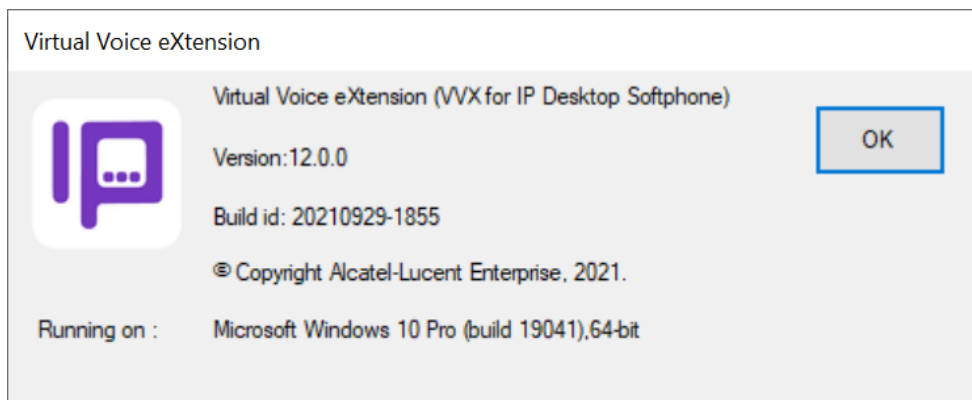 Virtual Voice eXtension
Virtual Voice eXtension (VVX for IP Desktop Softphone)
OK
Version:12.0.0
Build id: 20210929-1855
© Copyright Alcatel-Lucent Enterprise, 2021.
Running on : Microsoft Windows 10 Pro (build 19041),64-bit